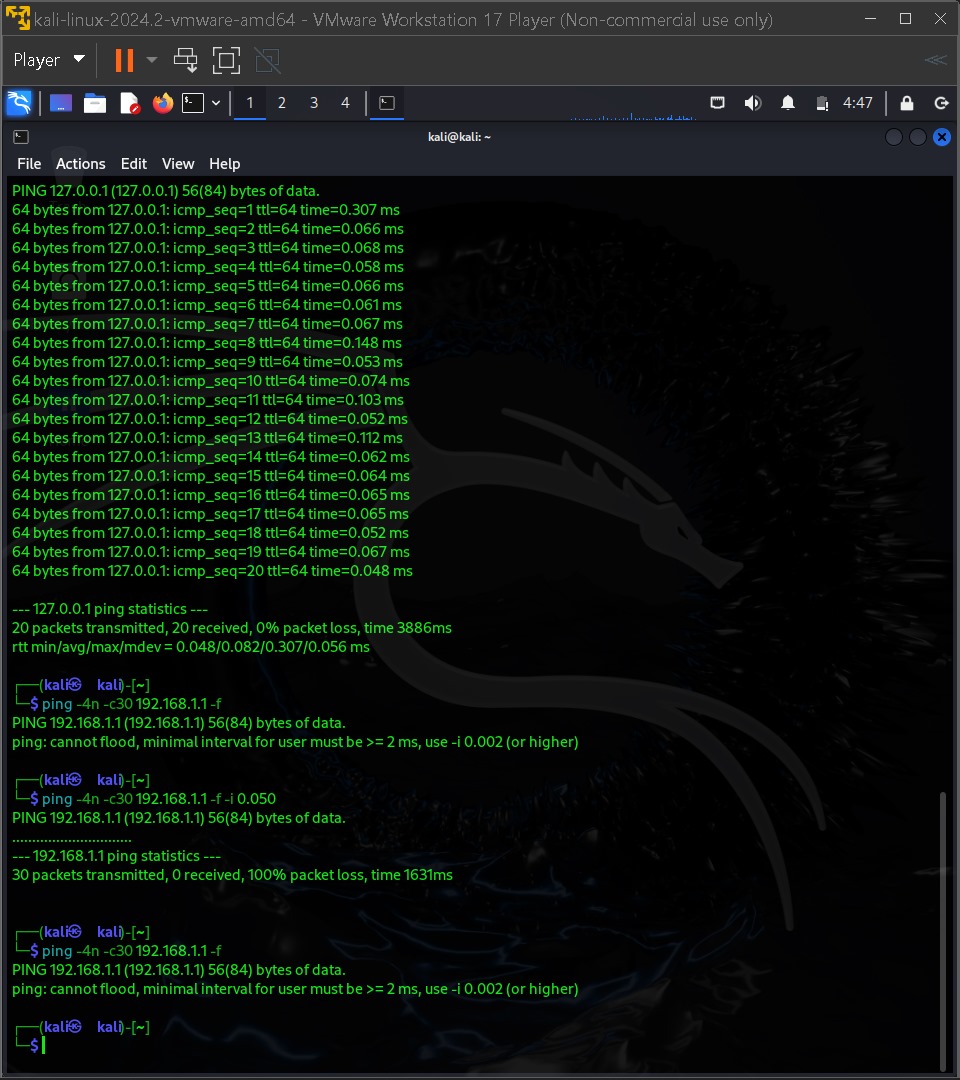 kali-linux-2024.2-vmware-amd64 - VMware Workstation 17 Player (Non-commercial use only)
Player
1 2 3 4 4:47
kali@kali: ~
File Actions Edit View Help
PING 127.0.0.1 (127.0.0.1) 56(84) bytes of data.
64 bytes from 127.0.0.1: icmp_seq=1 ttl=64 time=0.307 ms
64 bytes from 127.0.0.1: icmp_seq=2 ttl=64 time=0.066 ms
64 bytes from 127.0.0.1: icmp_seq=3 ttl=64 time=0.068 ms
64 bytes from 127.0.0.1: icmp_seq=4 ttl=64 time=0.058 ms
64 bytes from 127.0.0.1: icmp_seq=5 ttl=64 time=0.066 ms
64 bytes from 127.0.0.1: icmp_seq=6 ttl=64 time=0.061 ms
64 bytes from 127.0.0.1: icmp_seq=7 ttl=64 time=0.067 ms
64 bytes from 127.0.0.1: icmp_seq=8 ttl=64 time=0.148 ms
64 bytes from 127.0.0.1: icmp_seq=9 ttl=64 time=0.053 ms
64 bytes from 127.0.0.1: icmp_seq=10 ttl=64 time=0.074 ms
64 bytes from 127.0.0.1: icmp_seq=11 ttl=64 time=0.103 ms
64 bytes from 127.0.0.1: icmp_seq=12 ttl=64 time=0.052 ms
64 bytes from 127.0.0.1: icmp_seq=13 ttl=64 time=0.112 ms
64 bytes from 127.0.0.1: icmp_seq=14 ttl=64 time=0.062 ms
64 bytes from 127.0.0.1: icmp_seq=15 ttl=64 time=0.064 ms
64 bytes from 127.0.0.1: icmp_seq=16 ttl=64 time=0.065 ms
64 bytes from 127.0.0.1: icmp_seq=17 ttl=64 time=0.065 ms
64 bytes from 127.0.0.1: icmp_seq=18 ttl=64 time=0.052 ms
64 bytes from 127.0.0.1: icmp_seq=19 ttl=64 time=0.067 ms
64 bytes from 127.0.0.1: icmp_seq=20 ttl=64 time=0.048 ms
--- 127.0.0.1 ping statistics ---
20 packets transmitted, 20 received, 0% packet loss, time 3886ms
rtt min/avg/max/mdev = 0.048/0.082/0.307/0.056 ms
┌──(kali㉿ kali)-[~]
└─$ ping -4n -c30 192.168.1.1 -f
PING 192.168.1.1 (192.168.1.1) 56(84) bytes of data.
ping: cannot flood, minimal interval for user must be >= 2 ms, use -i 0.002 (or higher)
┌──(kali㉿ kali)-[~]
└─$ ping -4n -c30 192.168.1.1 -f -i 0.050
PING 192.168.1.1 (192.168.1.1) 56(84) bytes of data.
..............................
--- 192.168.1.1 ping statistics ---
30 packets transmitted, 0 received, 100% packet loss, time 1631ms
┌──(kali㉿ kali)-[~]
└─$ ping -4n -c30 192.168.1.1 -f
PING 192.168.1.1 (192.168.1.1) 56(84) bytes of data.
ping: cannot flood, minimal interval for user must be >= 2 ms, use -i 0.002 (or higher)
┌──(kali㉿ kali)-[~]
└─$